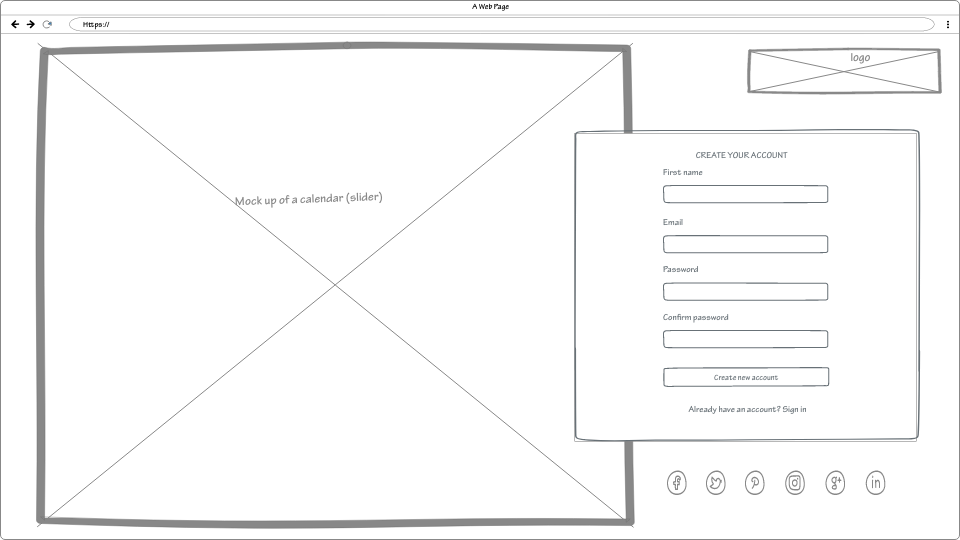 A Web Page
Https://
logo
Mock up of a calendar (slider)
CREATE YOUR ACCOUNT
First name
Email
Password
Confirm password
Create new account
Already have an account? Sign in